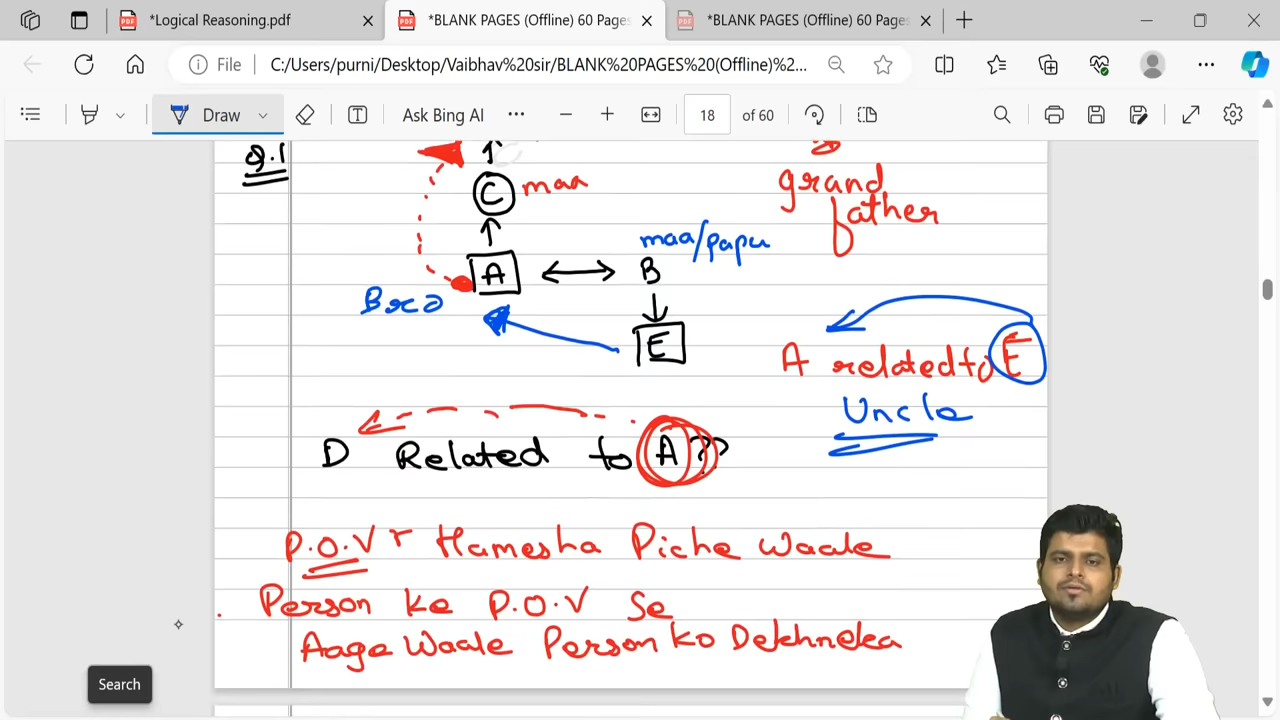 *Logical Reasoning.pdf
*BLANK PAGES (Offline) 60 Pages
*BLANK PAGES (Offline) 60 Pages
File
C:/Users/purni/Desktop/Vaibhav%20sir/BLANK%20PAGES%20(Offline)%2...
Draw
Ask Bing AI
18
of 60
Q.1
C maa
grand
father
maa/papa
A
B
Bro
E
A related to E
Uncle
D Related to A??
P.O.V Hamesha Piche Waale
Person ke P.O.V Se
Aage Waale Person Ko Dekhneka
Search